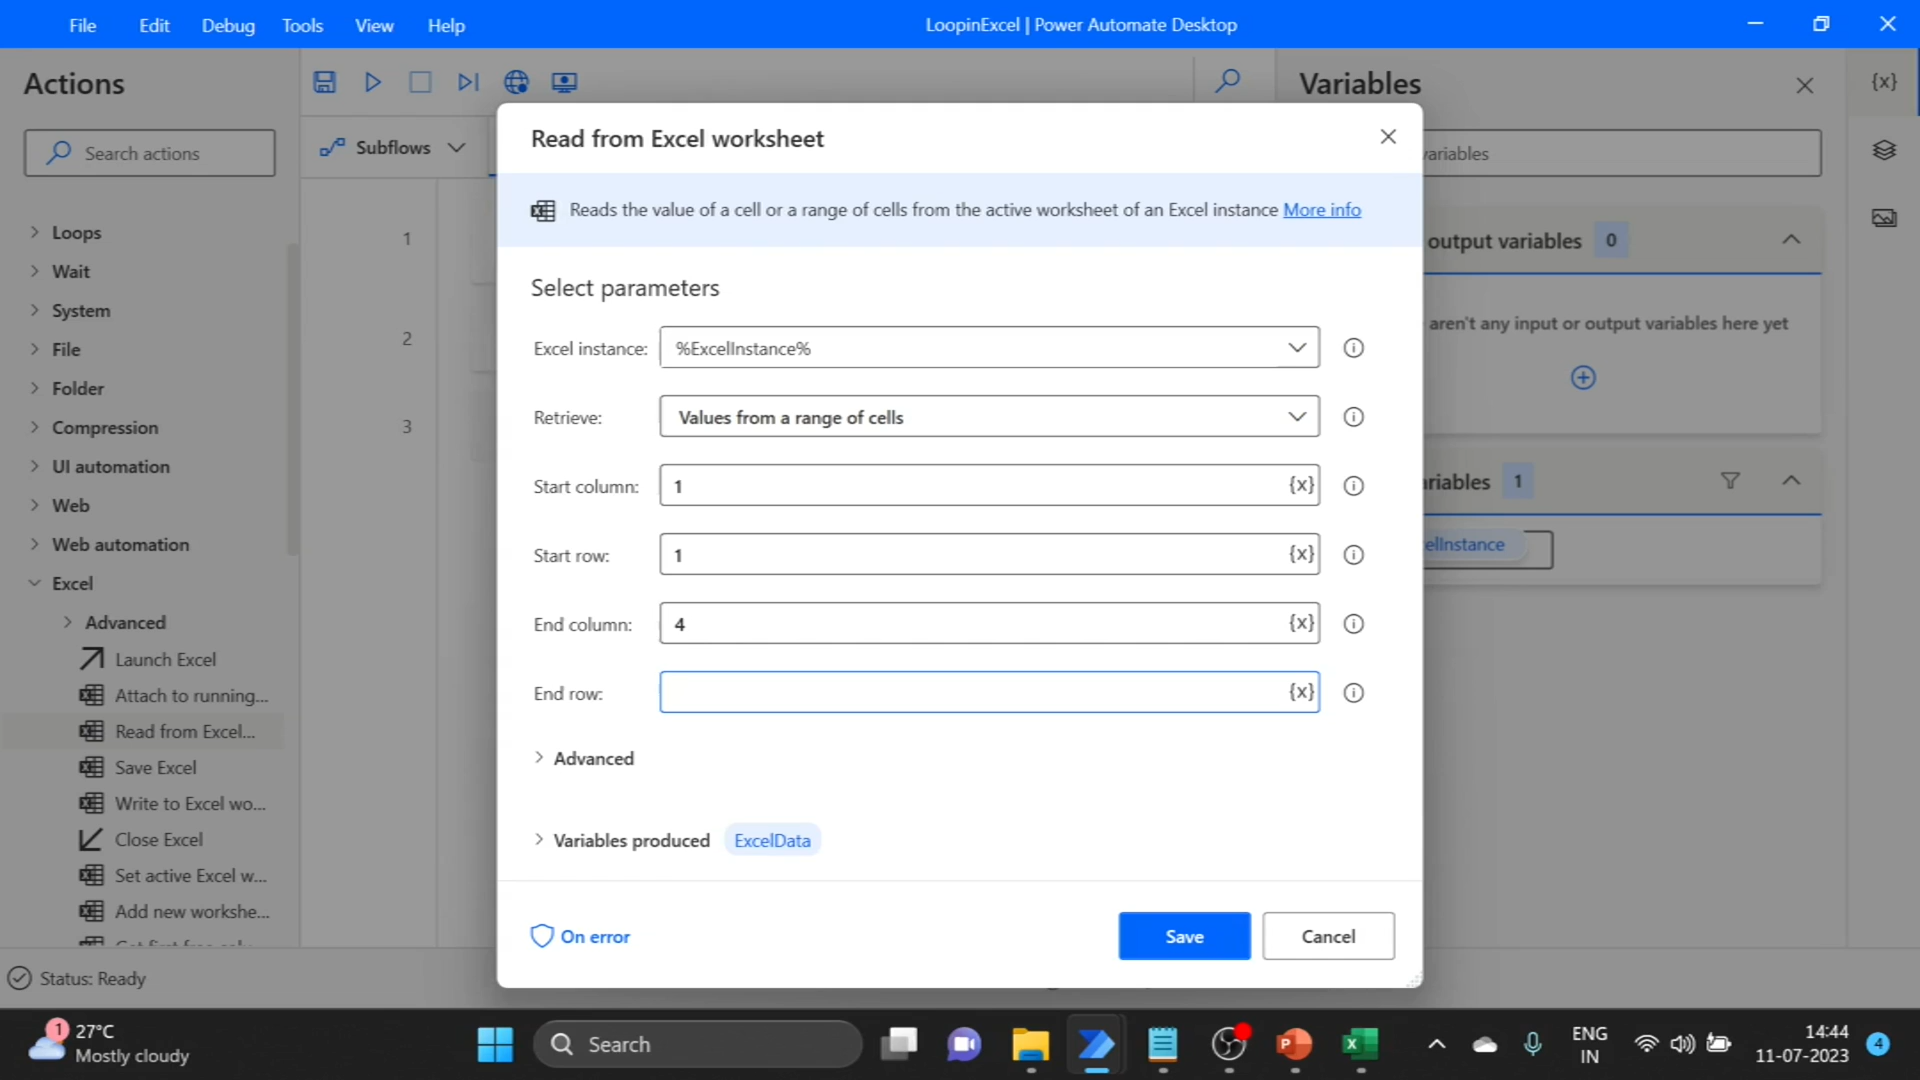 File Edit Debug Tools View Help LoopinExcel | Power Automate Desktop
Actions
Search actions
Loops
Wait
System
File
Folder
Compression
UI automation
Web
Web automation
Excel
Advanced
Launch Excel
Attach to running...
Read from Excel...
Save Excel
Write to Excel wo...
Close Excel
Set active Excel w...
Add new workshe...
Status: Ready
Subflows
1
2
3
Read from Excel worksheet
Reads the value of a cell or a range of cells from the active worksheet of an Excel instance More info
Select parameters
Excel instance: %ExcelInstance%
Retrieve: Values from a range of cells
Start column: 1 {x}
Start row: 1 {x}
End column: 4 {x}
End row: {x}
Advanced
Variables produced ExcelData
On error
Save
Cancel
Variables
{x}
variables
output variables 0
aren't any input or output variables here yet
riables 1
elInstance
1
27°C
Mostly cloudy
Search
ENG
IN
14:44
11-07-2023
4